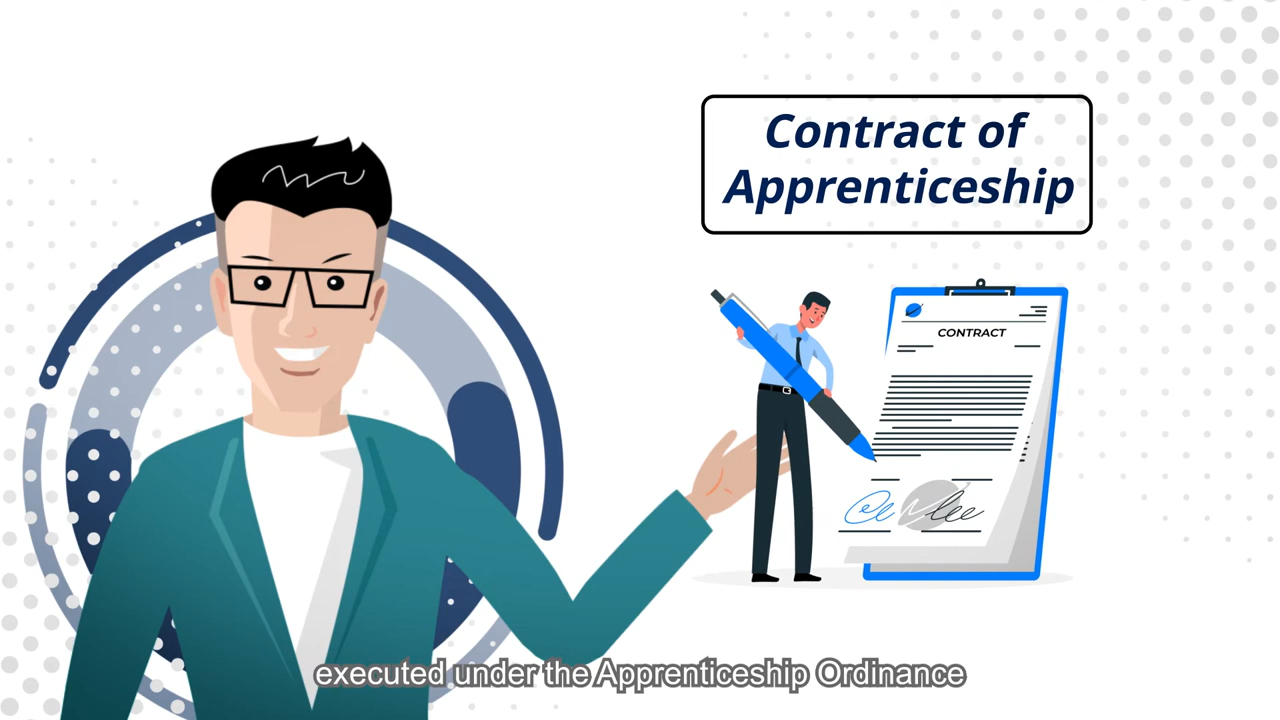 Contract of
Apprenticeship
CONTRACT
executed under the Apprenticeship Ordinance